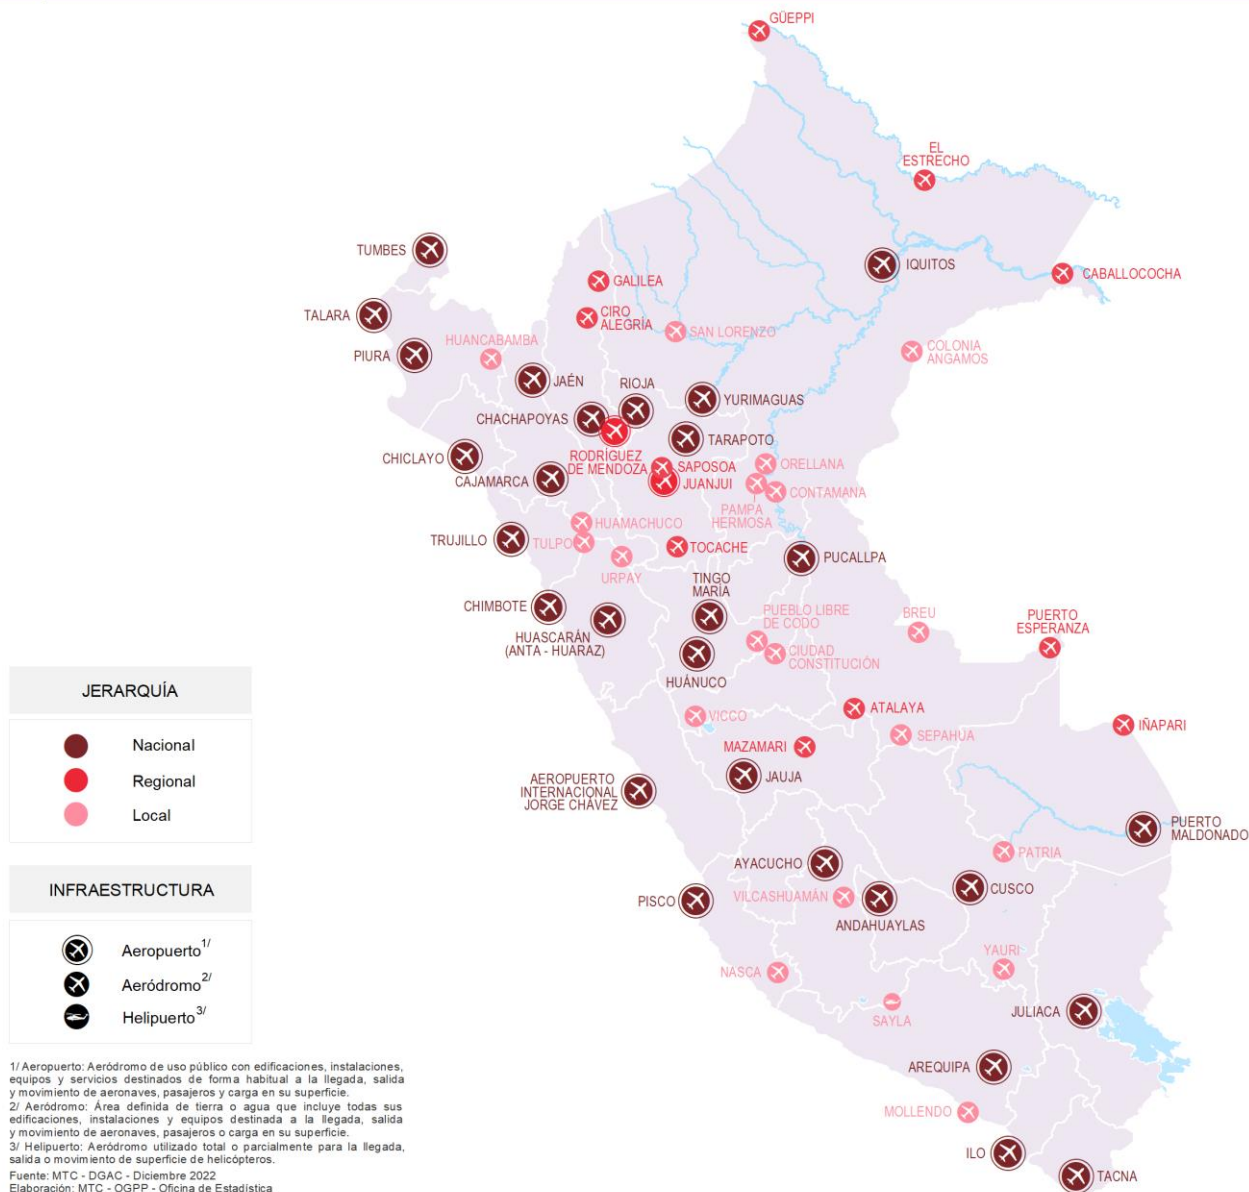 GÜEPPI
EL
ESTRECHO
TUMBES
IQUITOS
CABALLOCOCHA
GALILEA
TALARA
CIRO
ALEGRÍA
SAN LORENZO
HUANCABAMBA
COLONIA
ANGAMOS
PIURA
JAÉN
RIOJA
YURIMAGUAS
CHACHAPOYAS
TARAPOTO
CHICLAYO
RODRÍGUEZ
DE MENDOZA
SAPOSOA
ORELLANA
CAJAMARCA
JUANJUI
CONTAMANA
PAMPA
HERMOSA
HUAMACHUCO
TRUJILLO
TULPO
TOCACHE
URPAY
PUCALLPA
TINGO
MARÍA
CHIMBOTE
PUEBLO LIBRE
DE CODO
BREU
PUERTO
ESPERANZA
HUASCARÁN
(ANTA - HUARAZ)
CIUDAD
CONSTITUCIÓN
HUÁNUCO
ATALAYA
VICCO
IÑAPARI
SEPAHUA
MAZAMARI
JAUJA
AEROPUERTO
INTERNACIONAL
JORGE CHÁVEZ
PUERTO
MALDONADO
PATRIA
AYACUCHO
CUSCO
VILCASHUAMÁN
PISCO
ANDAHUAYLAS
YAURI
NASCA
SAYLA
JULIACA
AREQUIPA
MOLLENDO
ILO
TACNA
JERARQUÍA
Nacional
Regional
Local
INFRAESTRUCTURA
Aeropuerto1/
Aeródromo2/
Helipuerto3/
1/ Aeropuerto: Aeródromo de uso público con edificaciones, instalaciones,
equipos y servicios destinados de forma habitual a la llegada, salida
y movimiento de aeronaves, pasajeros y carga en su superficie.
2/ Aeródromo: Área definida de tierra o agua que incluye todas sus
edificaciones, instalaciones y equipos destinada a la llegada, salida
y movimiento de aeronaves, pasajeros o carga en su superficie.
3/ Helipuerto: Aeródromo utilizado total o parcialmente para la llegada,
salida o movimiento de superficie de helicópteros.
Fuente: MTC - DGAC - Diciembre 2022
Elaboración: MTC - OGPP - Oficina de Estadística